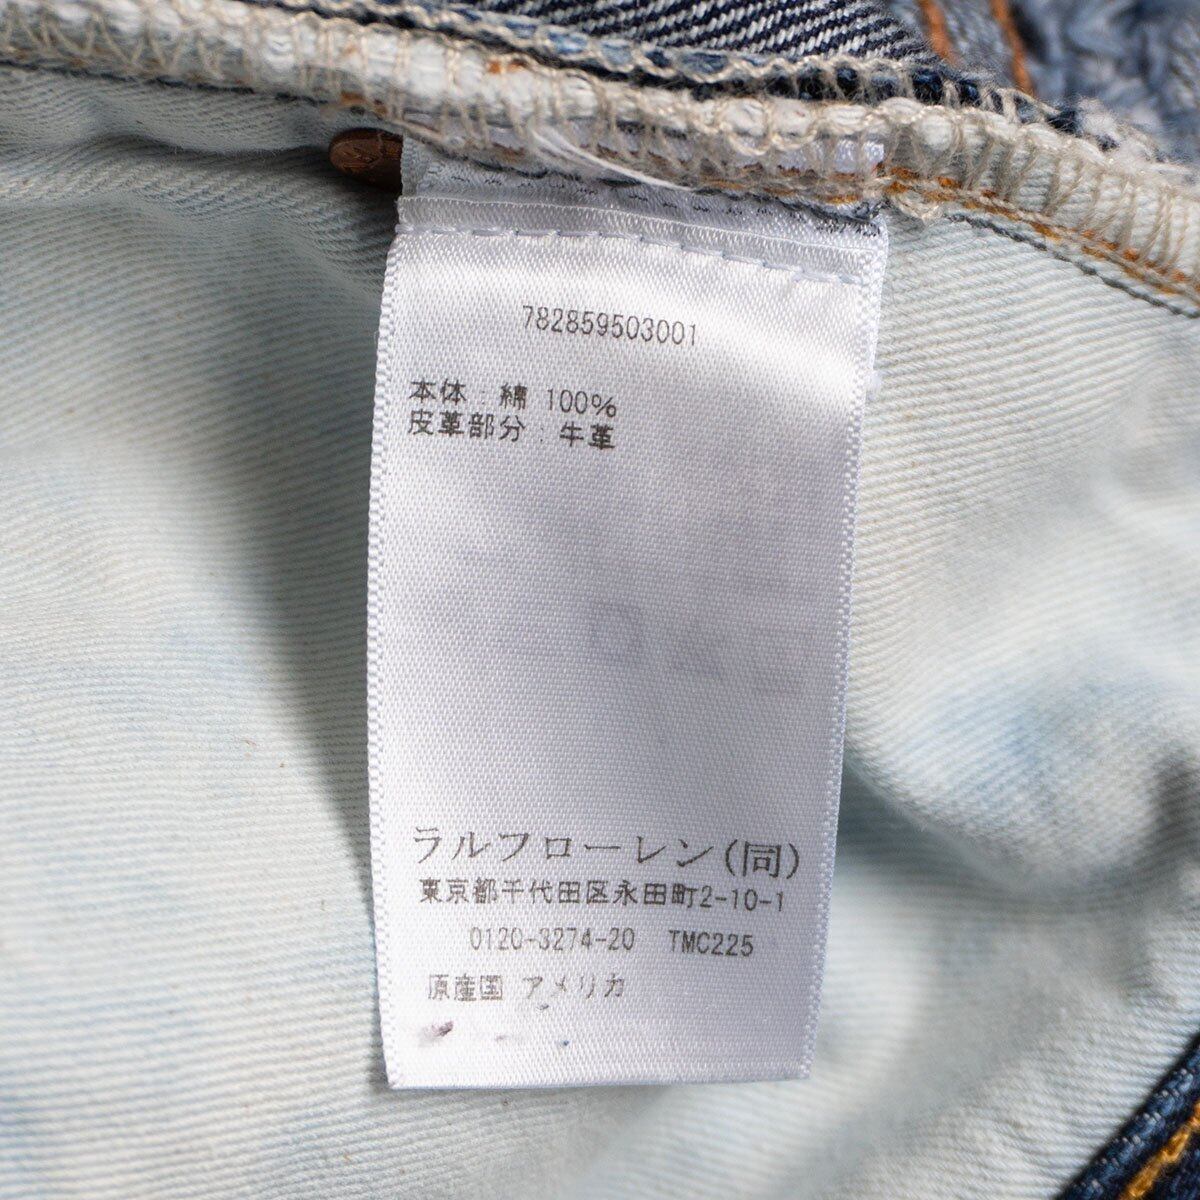 782859503001
本体:綿 100%
皮革部分:牛革
ラルフローレン(同)
東京都千代田区永田町2-10-1
0120-3274-20 TMC225
原産国 アメリカ